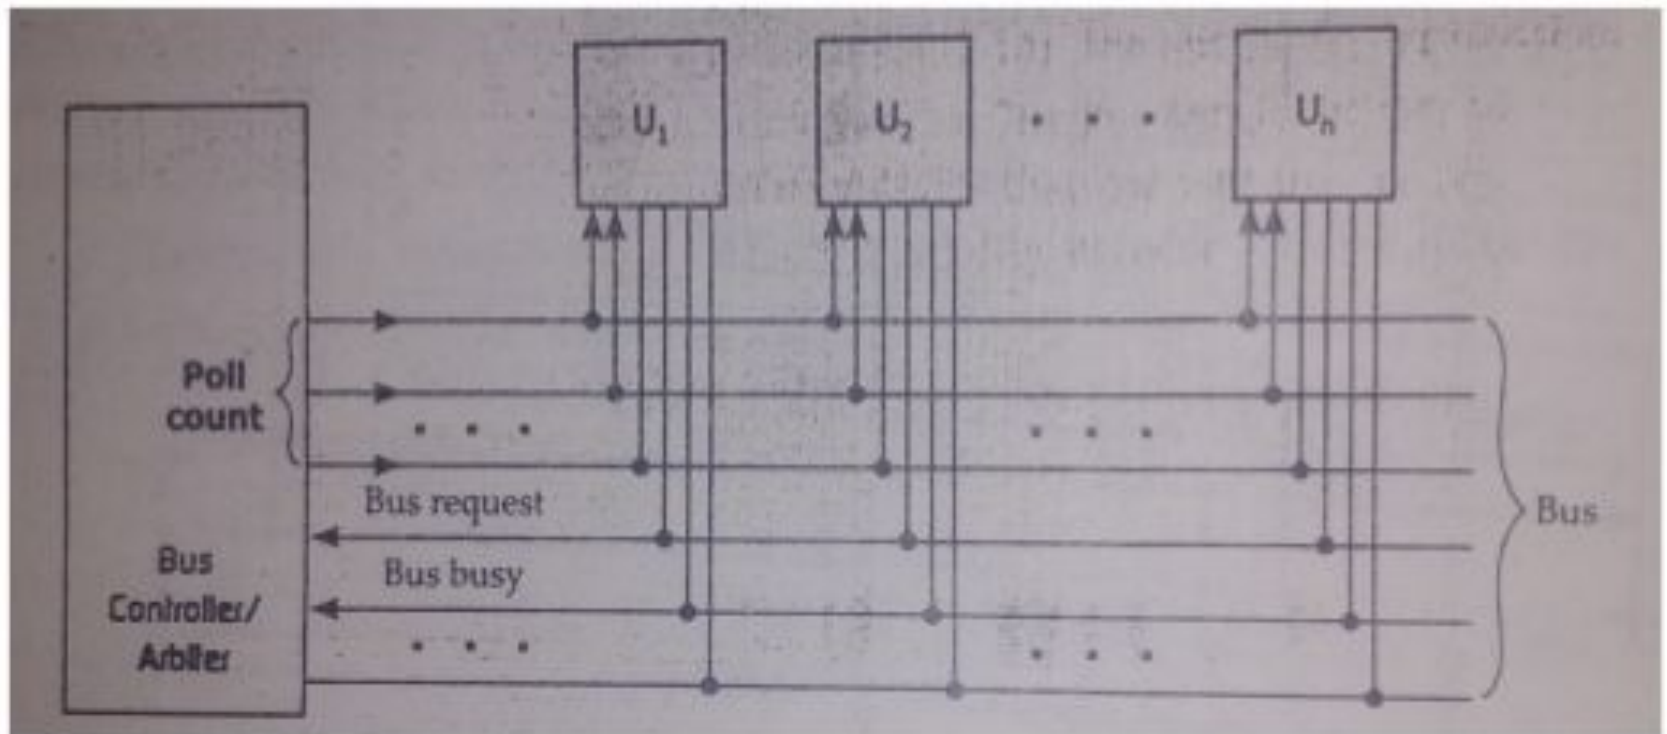 U₁
U₂
Uₙ
Poll
count
Bus request
Bus
Bus busy
Bus
Controller/
Arbiter